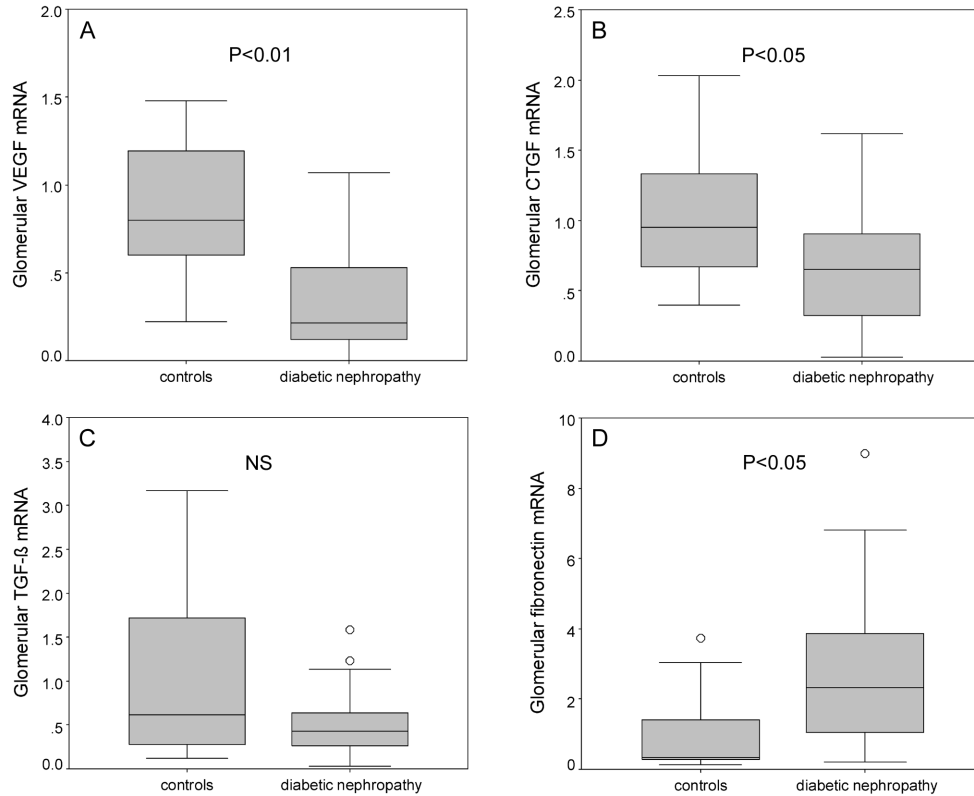 A
P<0.01
Glomerular VEGF mRNA
2.0
1.5
1.0
.5
0.0
controls
diabetic nephropathy
B
P<0.05
Glomerular CTGF mRNA
2.5
2.0
1.5
1.0
.5
0.0
controls
diabetic nephropathy
C
NS
Glomerular TGF-ß mRNA
4.0
3.5
3.0
2.5
2.0
1.5
1.0
.5
0.0
controls
diabetic nephropathy
D
P<0.05
Glomerular fibronectin mRNA
10
8
6
4
2
0
controls
diabetic nephropathy